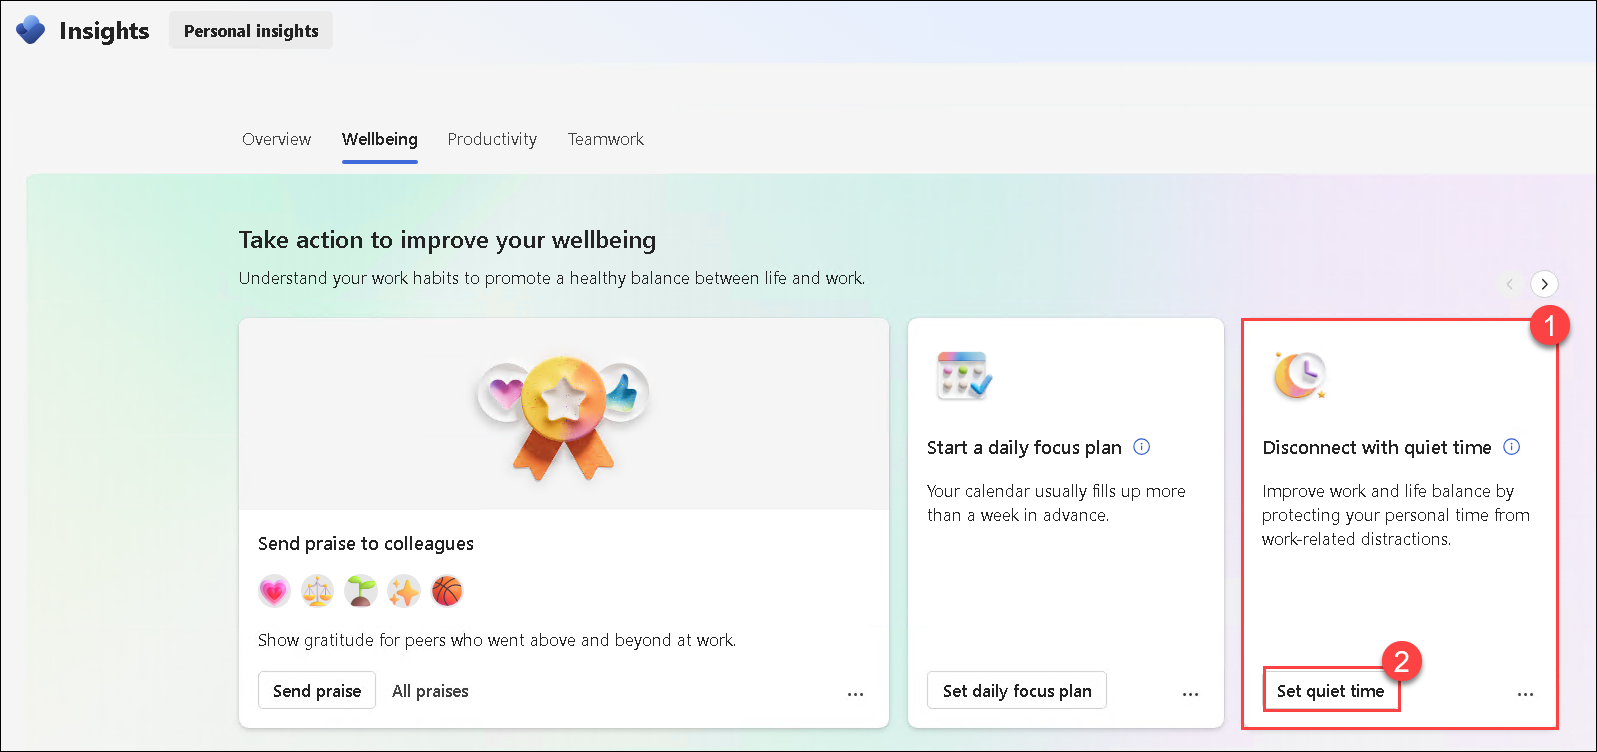 Insights
Personal insights
Overview
Wellbeing
Productivity
Teamwork
Take action to improve your wellbeing
Understand your work habits to promote a healthy balance between life and work.
Send praise to colleagues
Show gratitude for peers who went above and beyond at work.
Send praise
All praises
...
Start a daily focus plan
Your calendar usually fills up more
than a week in advance.
Set daily focus plan
...
1
Disconnect with quiet time
Improve work and life balance by
protecting your personal time from
work-related distractions.
2
Set quiet time
...